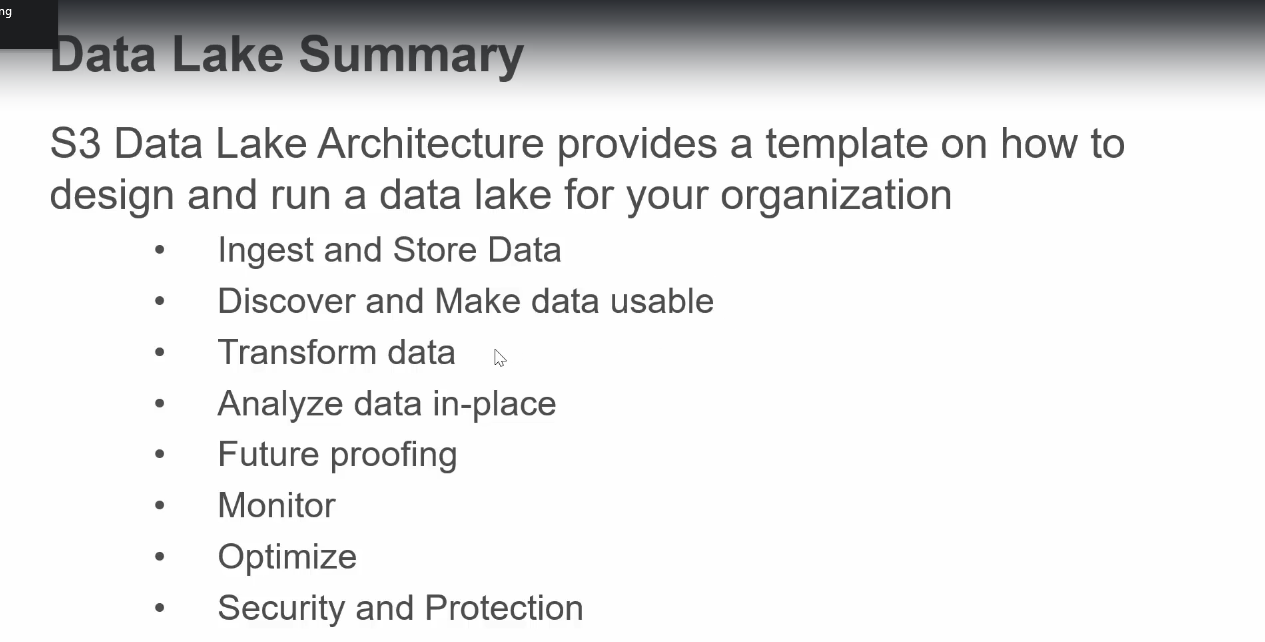 ng
Data Lake Summary
S3 Data Lake Architecture provides a template on how to
design and run a data lake for your organization
• Ingest and Store Data
• Discover and Make data usable
• Transform data
• Analyze data in-place
• Future proofing
• Monitor
• Optimize
• Security and Protection